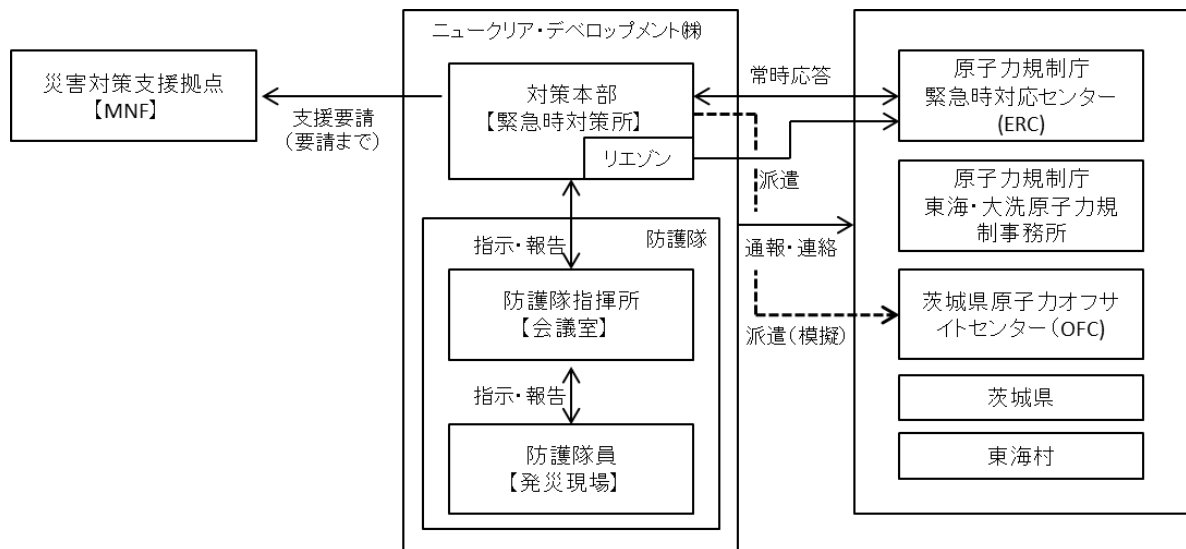 ニュークリア・デベロップメント㈱
災害対策支援拠点
【MNF】
支援要請
(要請まで)
対策本部
【緊急時対策所】
リエゾン
指示・報告
防護隊
防護隊指揮所
【会議室】
指示・報告
防護隊員
【発災現場】
常時応答
派遣
通報・連絡
派遣(模擬)
原子力規制庁
緊急時対応センター
(ERC)
原子力規制庁
東海・大洗原子力規
制事務所
茨城県原子力オフサ
イトセンター(OFC)
茨城県
東海村